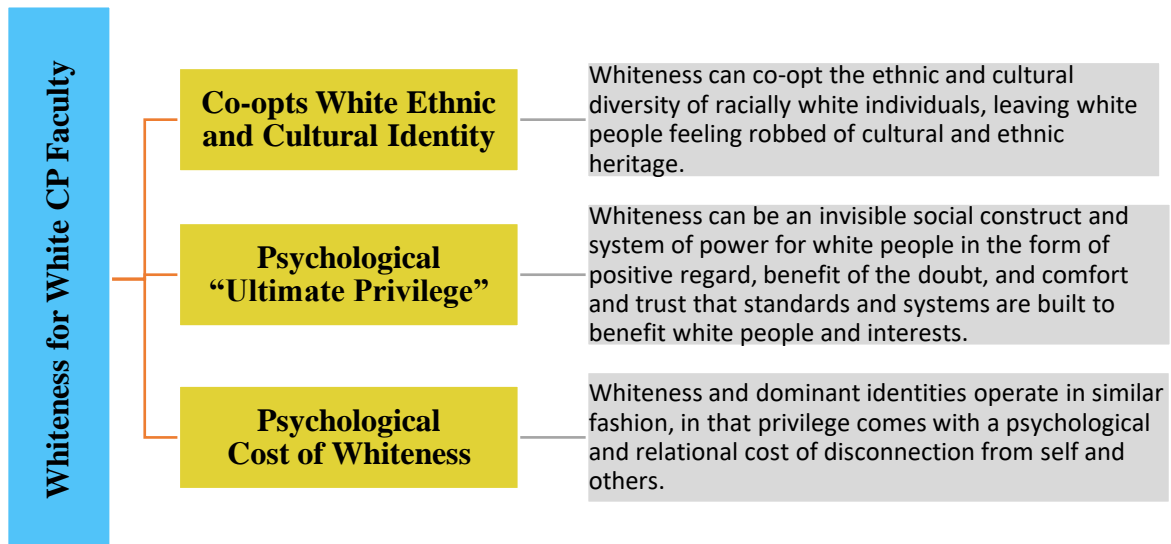 Whiteness for White CP Faculty
Co-opts White Ethnic
and Cultural Identity
Whiteness can co-opt the ethnic and cultural
diversity of racially white individuals, leaving white
people feeling robbed of cultural and ethnic
heritage.
Psychological
“Ultimate Privilege”
Whiteness can be an invisible social construct and
system of power for white people in the form of
positive regard, benefit of the doubt, and comfort
and trust that standards and systems are built to
benefit white people and interests.
Psychological
Cost of Whiteness
Whiteness and dominant identities operate in similar
fashion, in that privilege comes with a psychological
and relational cost of disconnection from self and
others.